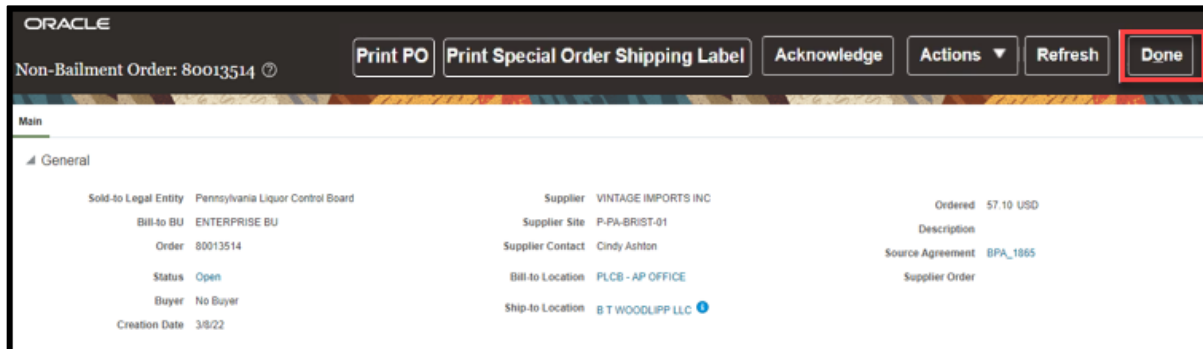 ORACLE
Non-Bailment Order: 80013514 ?
Print PO Print Special Order Shipping Label Acknowledge Actions ▼ Refresh Done
Main
General
Sold-to Legal Entity Pennsylvania Liquor Control Board
Bill-to BU ENTERPRISE BU
Order 80013514
Status Open
Buyer No Buyer
Creation Date 3/8/22
Supplier VINTAGE IMPORTS INC
Supplier Site P-PA-BRIST-01
Supplier Contact Cindy Ashton
Bill-to Location PLCB - AP OFFICE
Ship-to Location B T WOODLIPP LLC i
Ordered 57.10 USD
Description
Source Agreement BPA_1865
Supplier Order